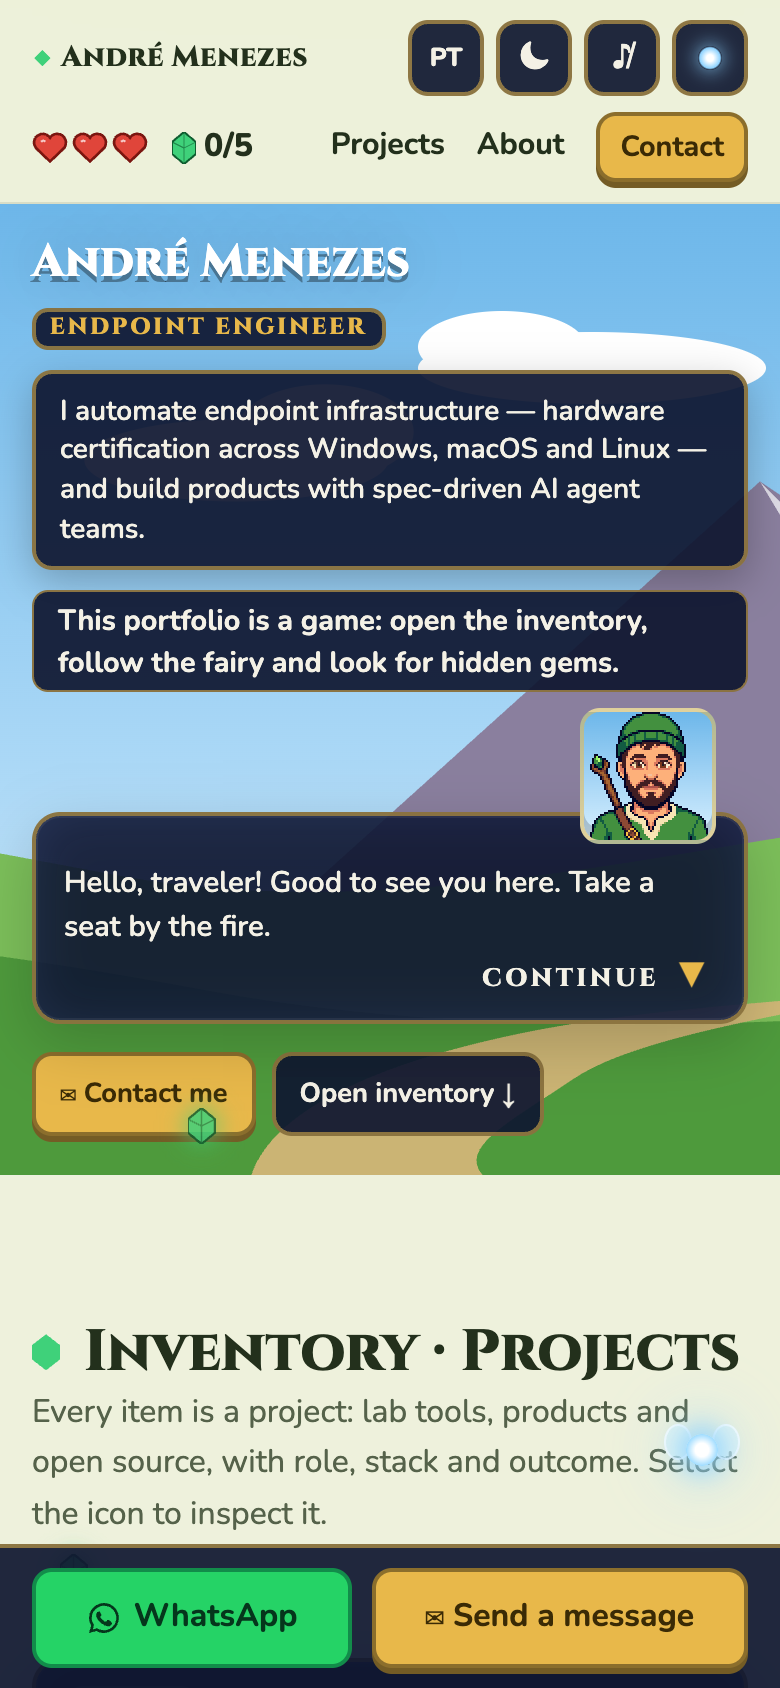 André Menezes
PT
0/5
Projects
About
Contact
André Menezes
ENDPOINT ENGINEER
I automate endpoint infrastructure — hardware
certification across Windows, macOS and Linux —
and build products with spec-driven AI agent
teams.
This portfolio is a game: open the inventory,
follow the fairy and look for hidden gems.
Hello, traveler! Good to see you here. Take a
seat by the fire.
CONTINUE ▼
✉ Contact me
Open inventory ↓
Inventory · Projects
Every item is a project: lab tools, products and
open source, with role, stack and outcome. Select
the icon to inspect it.
WhatsApp
✉ Send a message